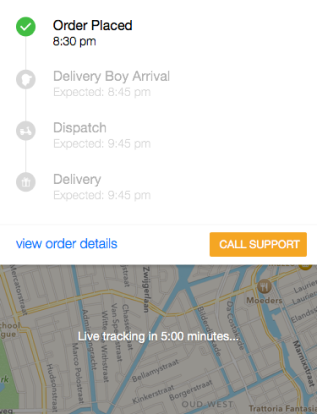 Order Placed
8:30 pm
Delivery Boy Arrival
Expected: 8:45 pm
Dispatch
Expected: 9:45 pm
Delivery
Expected: 9:45 pm
view order details
CALL SUPPORT
Zwijgerlaan
Moeders
Live tracking in 5:00 minutes...
Marnixstraat
Bellamystraat
Kinkerstraat
Borgerstraat
Hudsonstraat
Marco Polostraat
OUD-WEST
Trattoria Fantasia